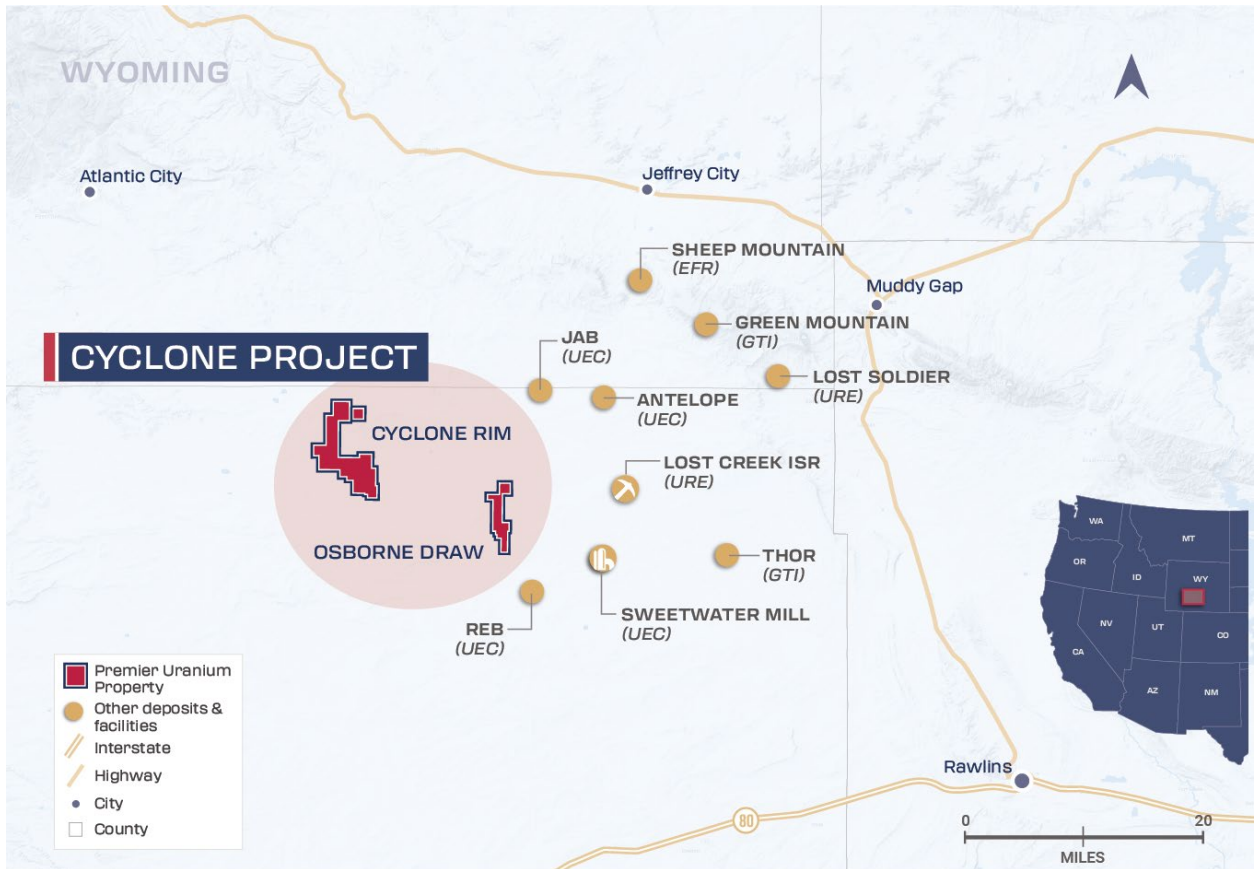 WYOMING
Atlantic City
Jeffrey City
SHEEP MOUNTAIN
(EFR)
Muddy Gap
GREEN MOUNTAIN
(GTI)
JAB
(UEC)
CYCLONE PROJECT
LOST SOLDIER
(URE)
ANTELOPE
(UEC)
CYCLONE RIM
LOST CREEK ISR
(URE)
OSBORNE DRAW
THOR
(GTI)
SWEETWATER MILL
(UEC)
REB
(UEC)
WA
MT
OR
ID
WY
NV
UT
CO
CA
AZ
NM
Premier Uranium
Property
Other deposits &
facilities
Interstate
Highway
City
County
Rawlins
80
0
20
MILES